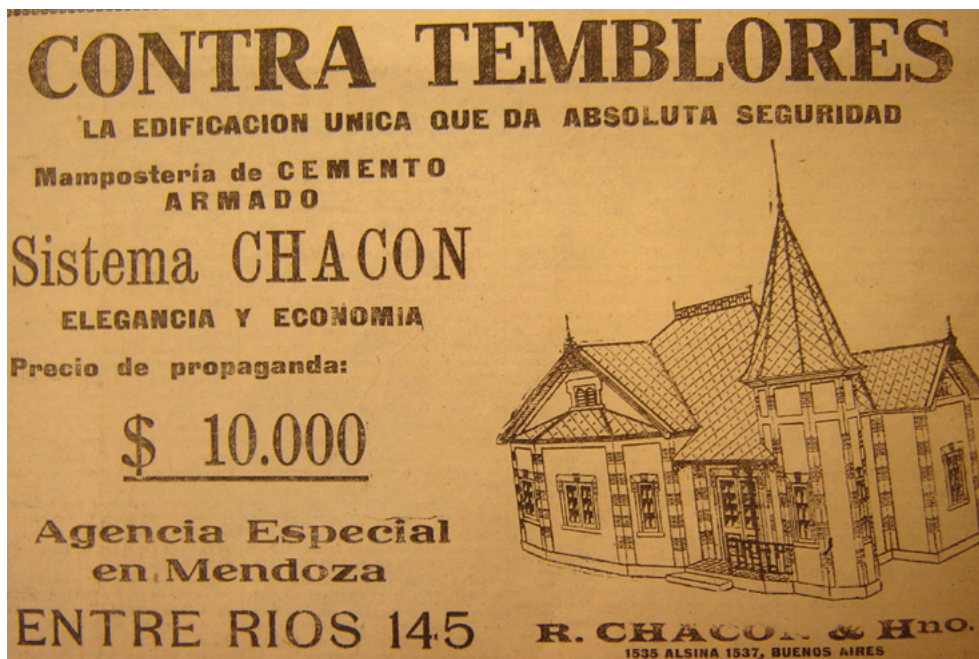 CONTRA TEMBLORES
LA EDIFICACION UNICA QUE DA ABSOLUTA SEGURIDAD
Mampostería de CEMENTO
ARMADO
Sistema CHACON
ELEGANCIA Y ECONOMIA
Precio de propaganda:
$ 10.000
Agencia Especial
en Mendoza
ENTRE RIOS 145
R. CHACON & Hno.
1535 ALSINA 1537, BUENOS AIRES